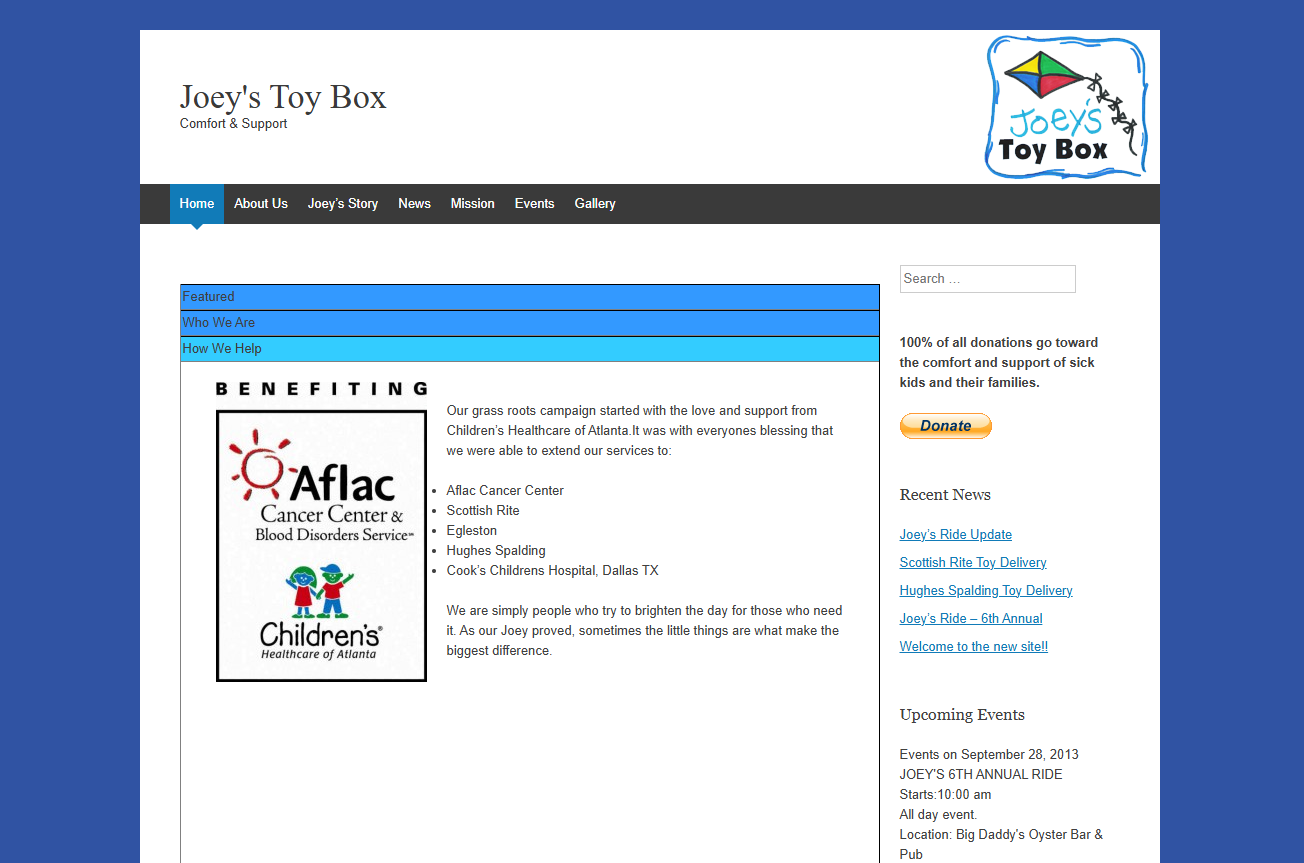 Joey's Toy Box
Comfort & Support
Joey's
Toy Box
Home About Us Joey’s Story News Mission Events Gallery
Search …
Featured
Who We Are
How We Help
BENEFITING
Aflac
Cancer Center &
Blood Disorders Service℠
Children's®
Healthcare of Atlanta
Our grass roots campaign started with the love and support from
Children’s Healthcare of Atlanta.It was with everyones blessing that
we were able to extend our services to:
Aflac Cancer Center
Scottish Rite
Egleston
Hughes Spalding
Cook’s Childrens Hospital, Dallas TX
We are simply people who try to brighten the day for those who need
it. As our Joey proved, sometimes the little things are what make the
biggest difference.
100% of all donations go toward
the comfort and support of sick
kids and their families.
Donate
Recent News
Joey’s Ride Update
Scottish Rite Toy Delivery
Hughes Spalding Toy Delivery
Joey’s Ride – 6th Annual
Welcome to the new site!!
Upcoming Events
Events on September 28, 2013
JOEY'S 6TH ANNUAL RIDE
Starts:10:00 am
All day event.
Location: Big Daddy's Oyster Bar &
Pub